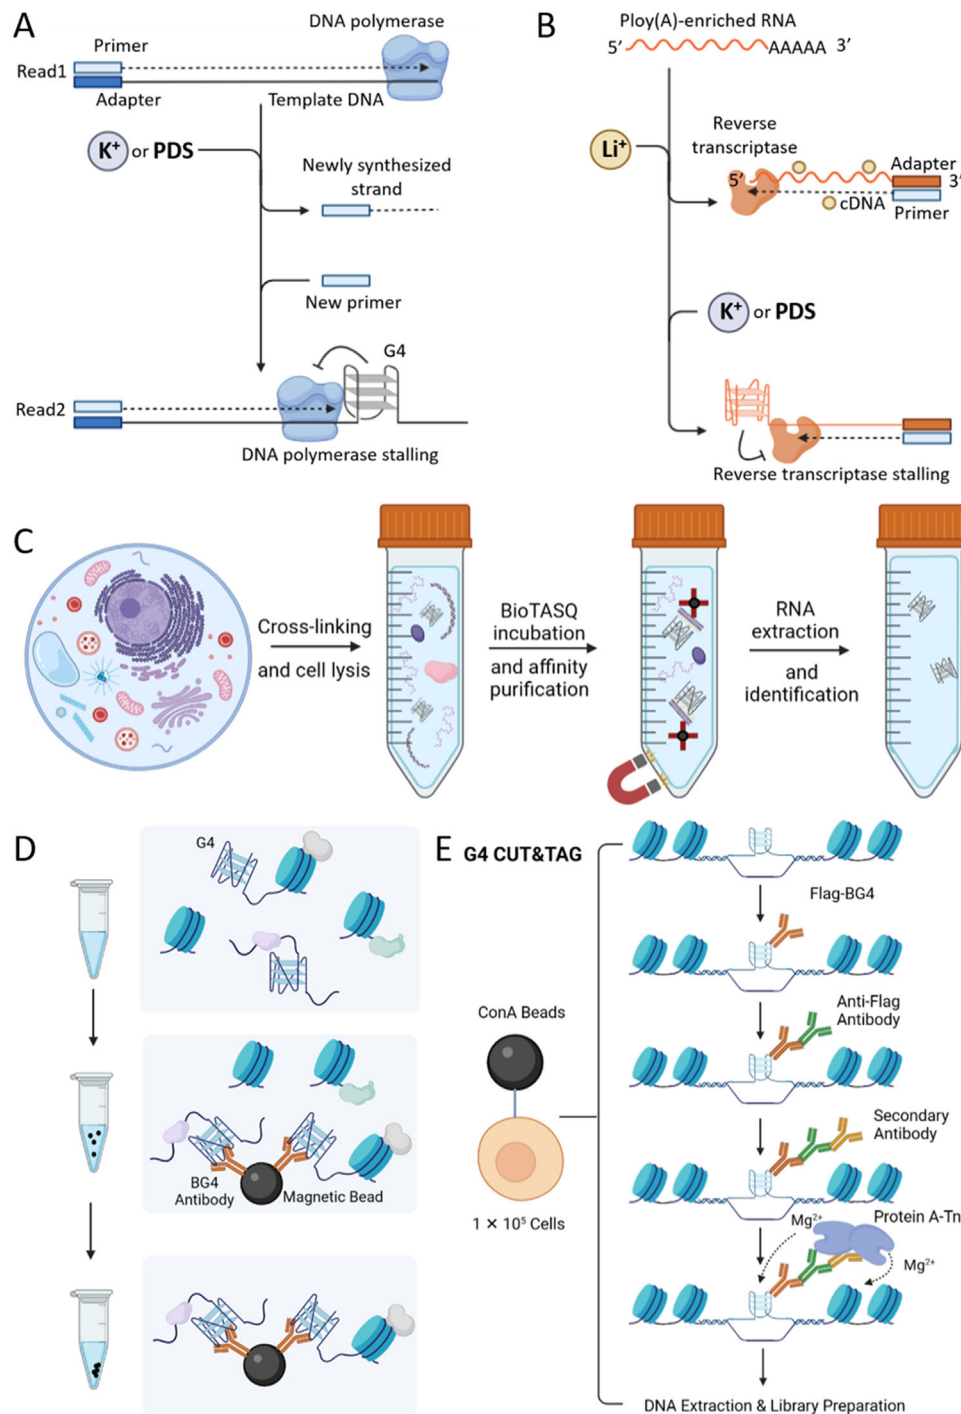 A
DNA polymerase
Primer
Read1
Adapter
Template DNA
K+ or PDS
Newly synthesized
strand
New primer
G4
Read2
DNA polymerase stalling
B
Ploy(A)-enriched RNA
5′
AAAAA 3′
Li+
Reverse
transcriptase
5′
Adapter
3′
cDNA
Primer
K+ or PDS
Reverse transcriptase stalling
C
Cross-linking
and cell lysis
BioTASQ
incubation
and affinity
purification
RNA
extraction
and
identification
D
G4
BG4
Antibody
Magnetic Bead
E
G4 CUT&TAG
ConA Beads
1 × 10⁵ Cells
Flag-BG4
Anti-Flag
Antibody
Secondary
Antibody
Mg²⁺
Protein A-Tn
Mg²⁺
DNA Extraction & Library Preparation